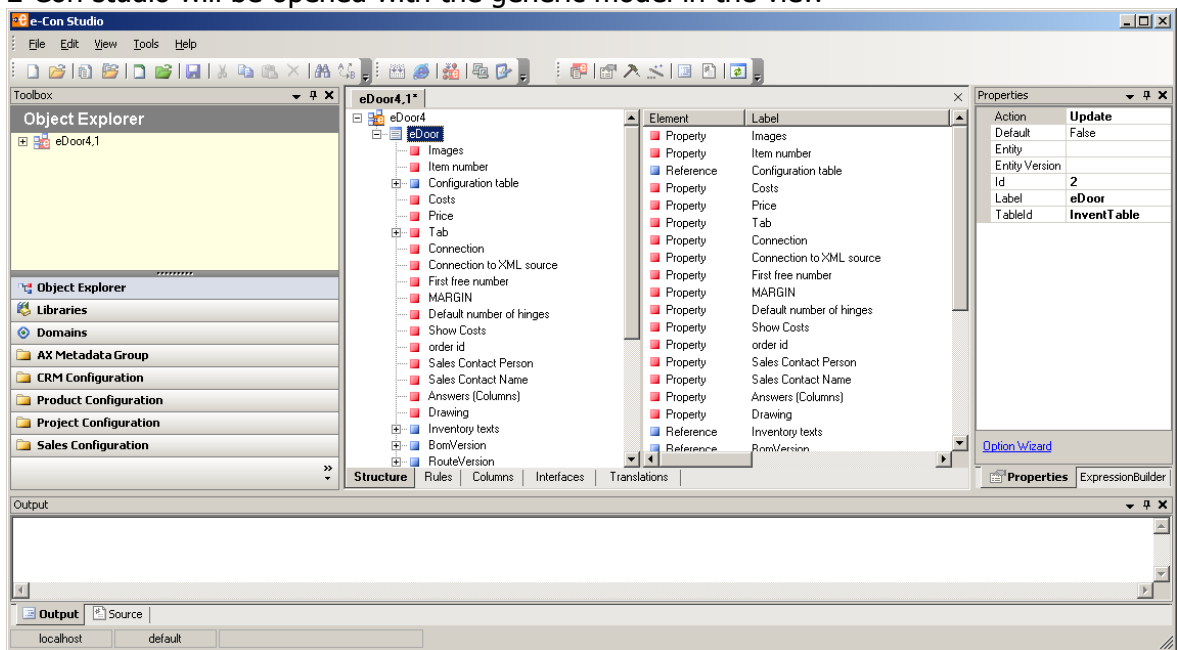 E-Con studio will be opened with the generic model in the view
e-Con Studio
File Edit View Tools Help
Toolbox
Object Explorer
eDoor4,1
Object Explorer
Libraries
Domains
AX Metadata Group
CRM Configuration
Product Configuration
Project Configuration
Sales Configuration
eDoor4,1*
eDoor4
eDoor
Images
Item number
Configuration table
Costs
Price
Tab
Connection
Connection to XML source
First free number
MARGIN
Default number of hinges
Show Costs
order id
Sales Contact Person
Sales Contact Name
Answers (Columns)
Drawing
Inventory texts
BomVersion
RouteVersion
Element Label
Property Images
Property Item number
Reference Configuration table
Property Costs
Property Price
Property Tab
Property Connection
Property Connection to XML source
Property First free number
Property MARGIN
Property Default number of hinges
Property Show Costs
Property order id
Property Sales Contact Person
Property Sales Contact Name
Property Answers (Columns)
Property Drawing
Reference Inventory texts
Reference BomVersion
Structure Rules Columns Interfaces Translations
Properties
Action Update
Default False
Entity
Entity Version
Id 2
Label eDoor
TableId InventTable
Option Wizard
Properties ExpressionBuilder
Output
Output Source
localhost default